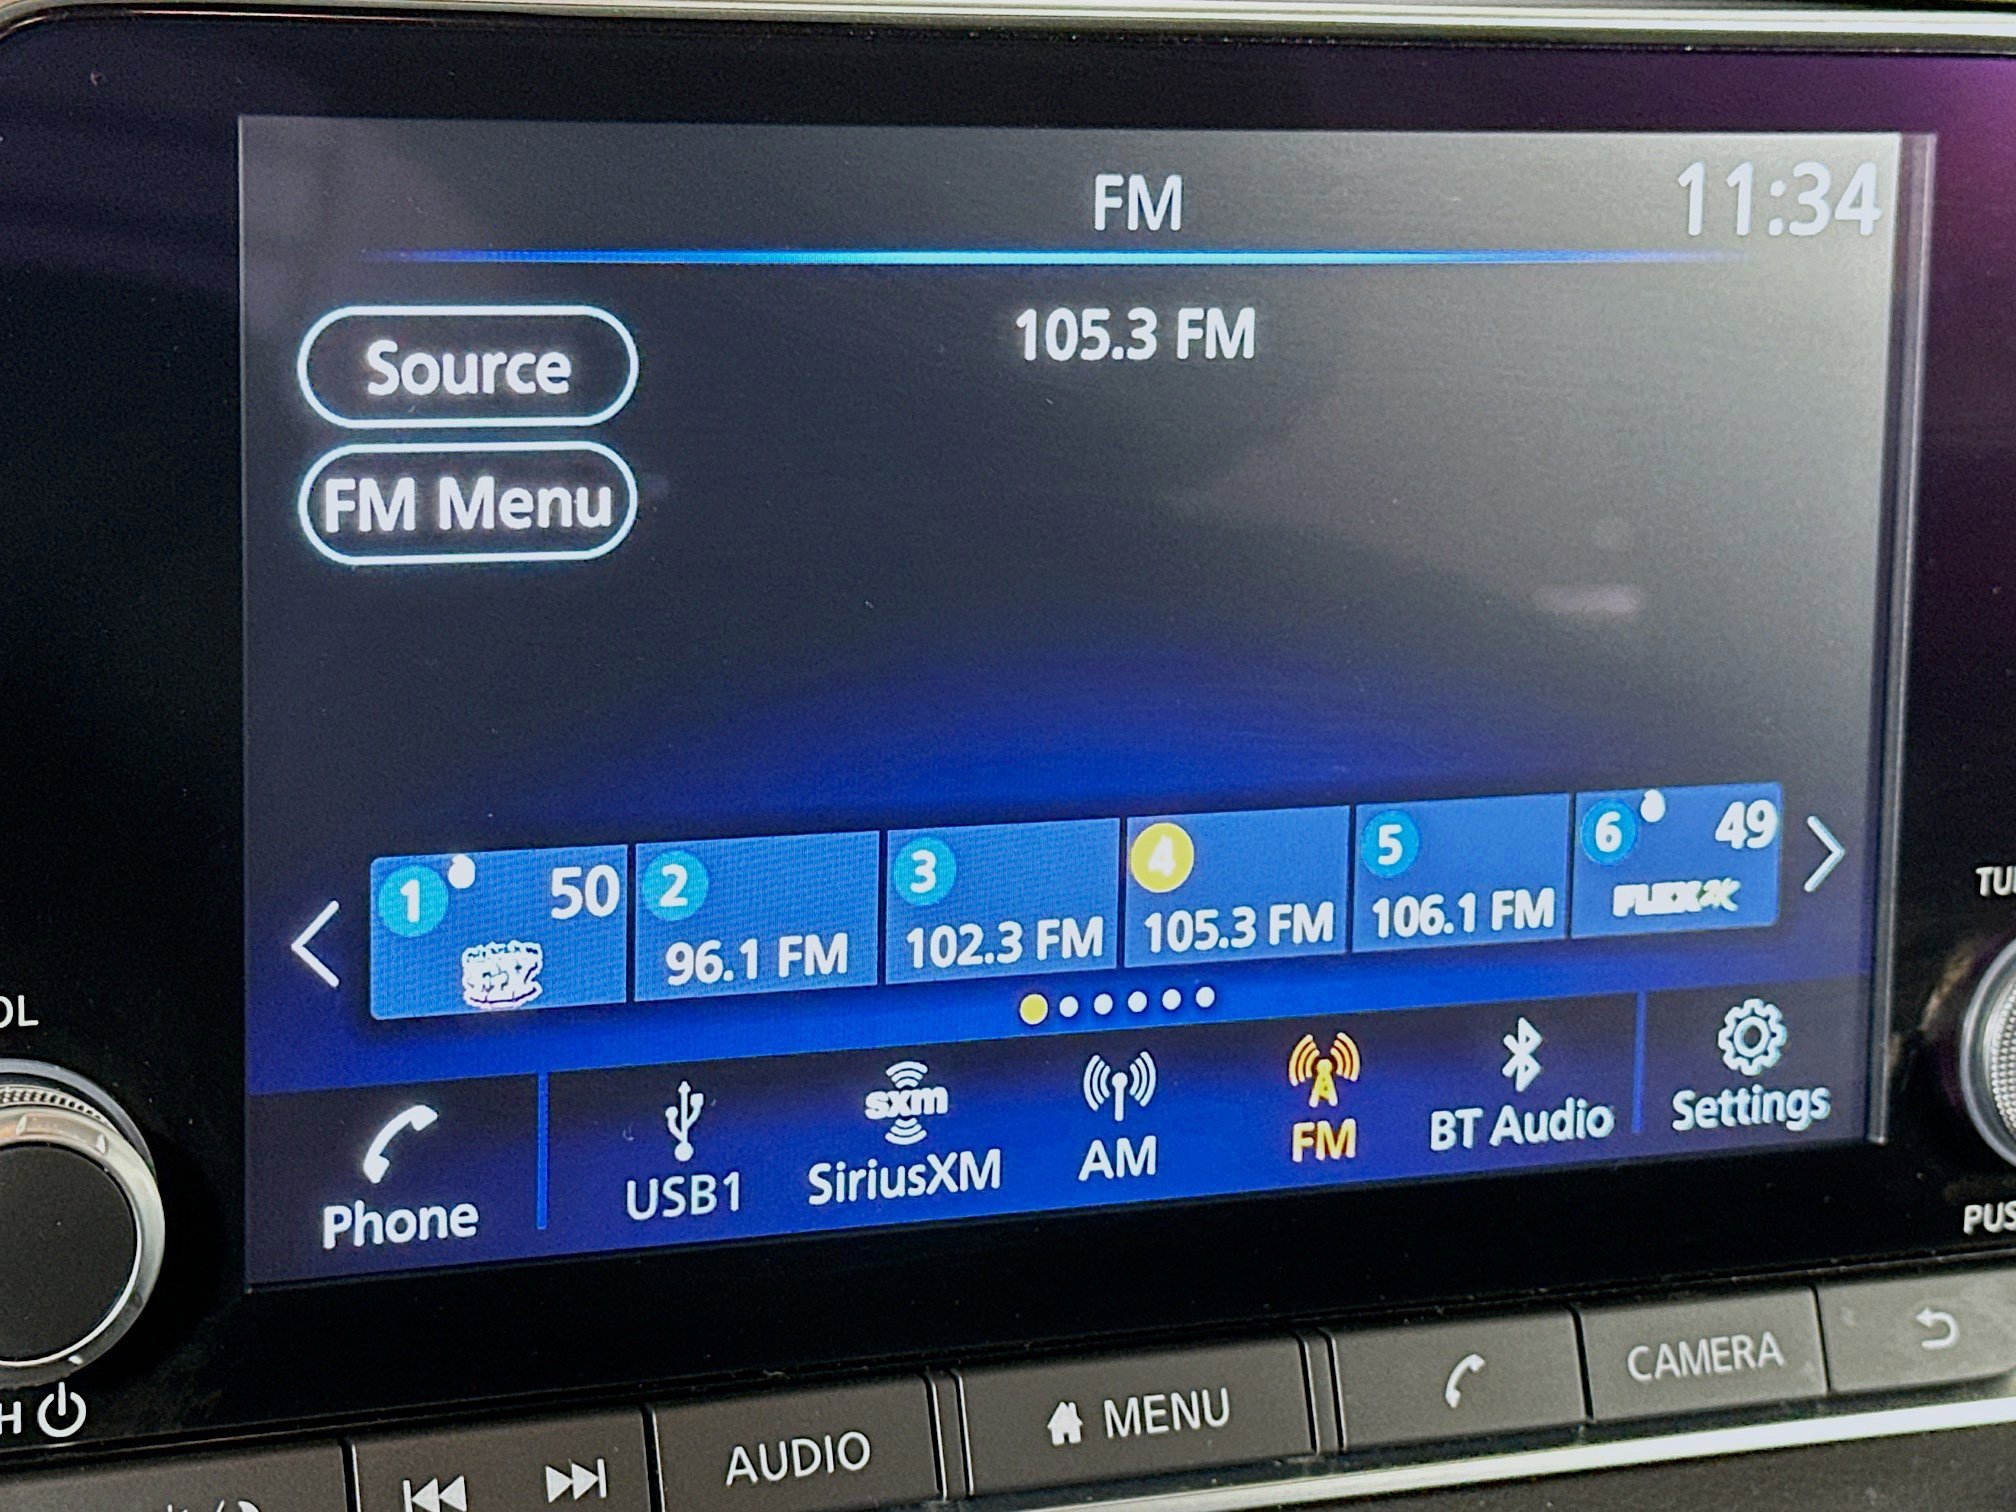 FM
11:34
Source
105.3 FM
FM Menu
1
50
2
96.1 FM
3
102.3 FM
4
105.3 FM
5
106.1 FM
6
49
FLEX2K
Phone
USB1
sxm
SiriusXM
AM
FM
BT Audio
Settings
AUDIO
MENU
CAMERA